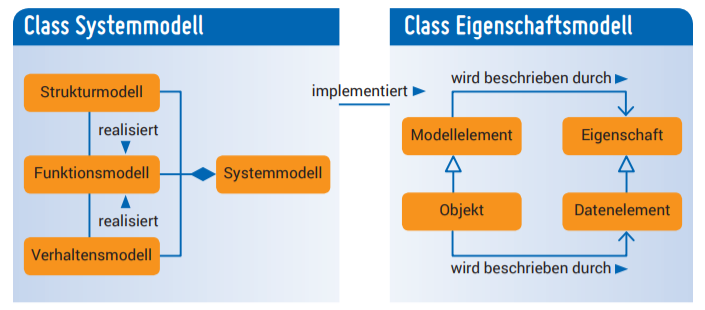 Class Systemmodell
Strukturmodell
realisiert
Funktionsmodell
Systemmodell
realisiert
Verhaltensmodell
implementiert
Class Eigenschaftsmodell
wird beschrieben durch
Modellelement
Eigenschaft
Objekt
Datenelement
wird beschrieben durch